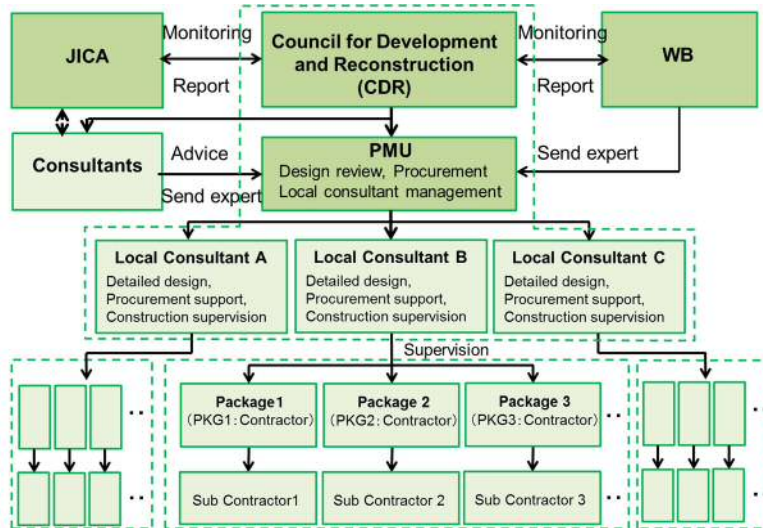 JICA
Monitoring
Report
Council for Development
and Reconstruction
(CDR)
Monitoring
Report
WB
Consultants
Advice
Send expert
PMU
Design review, Procurement
Local consultant management
Send expert
Local Consultant A
Detailed design,
Procurement support,
Construction supervision
Local Consultant B
Detailed design,
Procurement support,
Construction supervision
Local Consultant C
Detailed design,
Procurement support,
Construction supervision
Supervision
Package1
(PKG1:Contractor)
Package 2
(PKG2:Contractor)
Package 3
(PKG3:Contractor)
Sub Contractor1
Sub Contractor 2
Sub Contractor 3